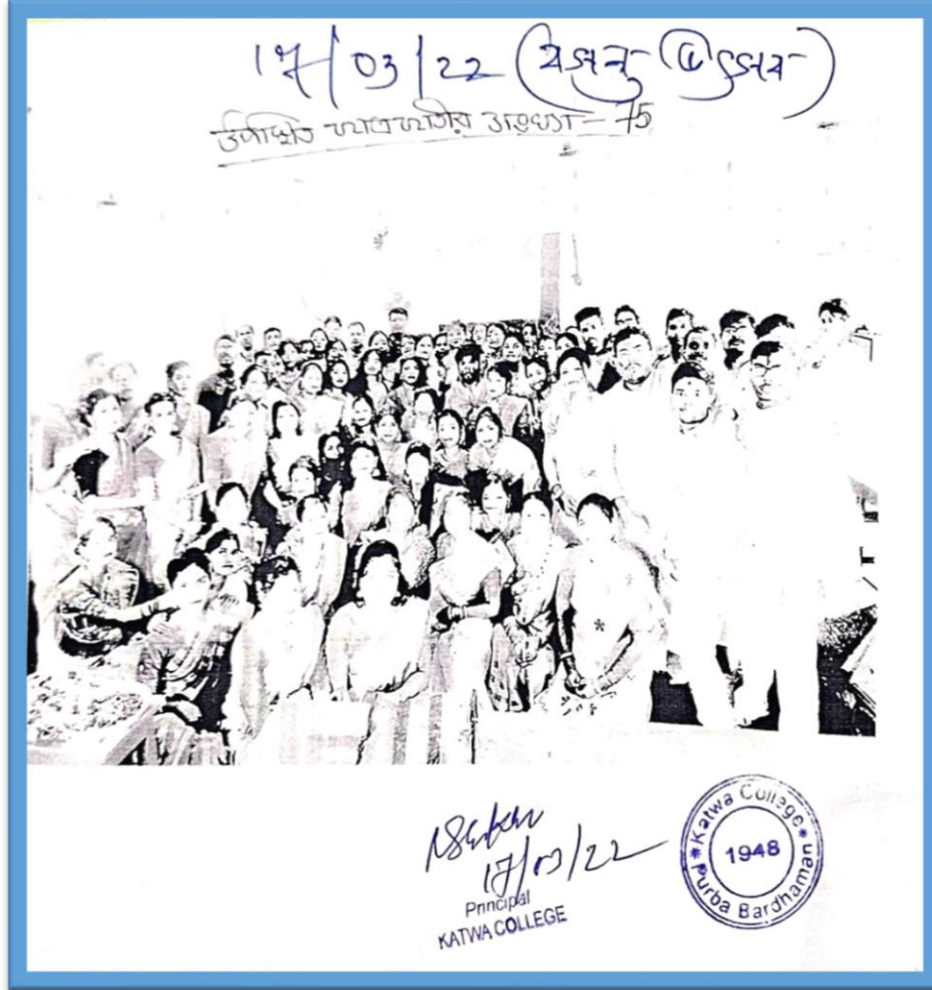 17/03/22 (বসন্ত উৎসব)
উপস্থিত ছাত্রছাত্রীর সংখ্যা – 75
17/03/22
Principal
KATWA COLLEGE
*Katwa College*
1948
Purba Bardhaman